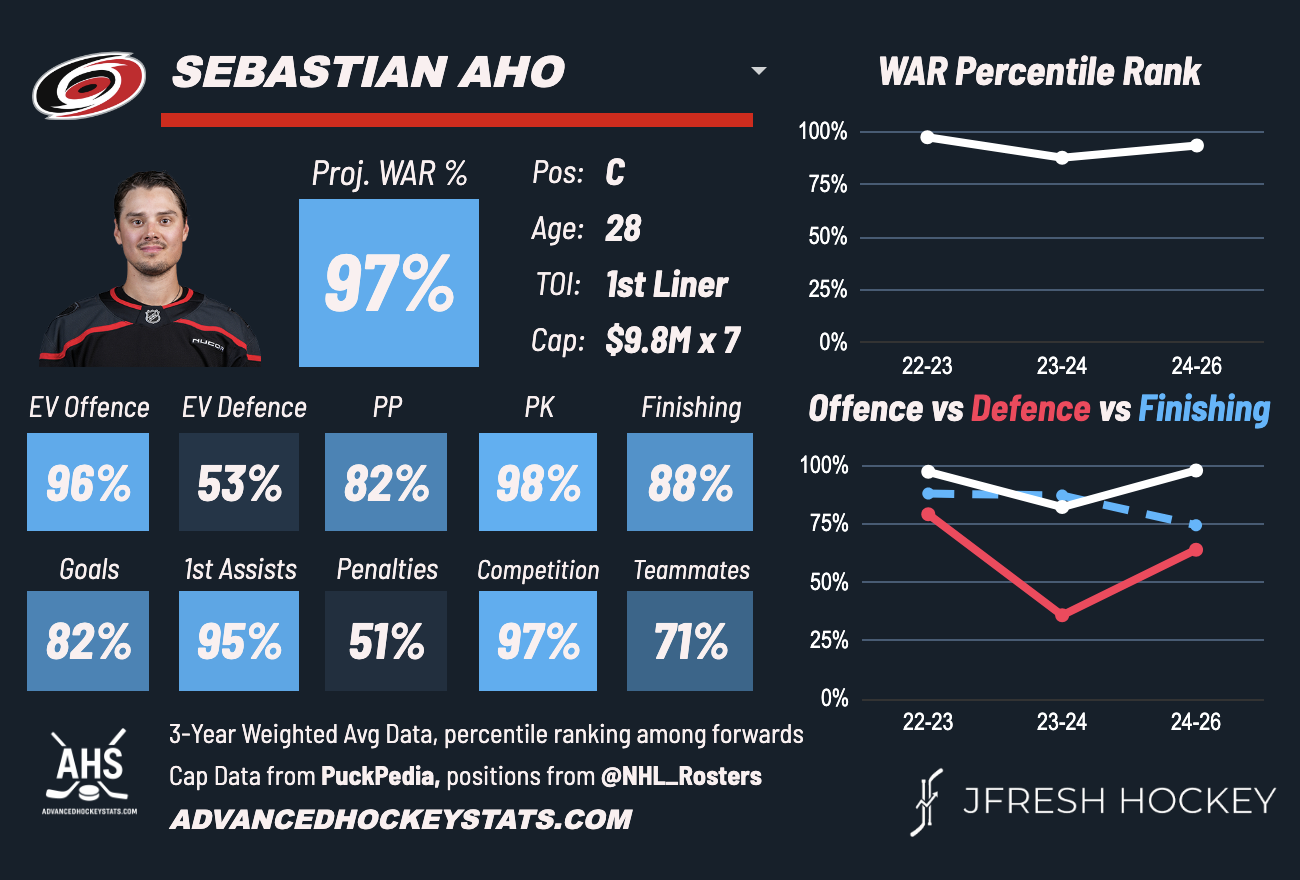 SEBASTIAN AHO
Proj. WAR %
97%
Pos: C
Age: 28
TOI: 1st Liner
Cap: $9.8M x 7
NUCOR
EV Offence EV Defence PP PK Finishing
96% 53% 82% 98% 88%
Goals 1st Assists Penalties Competition Teammates
82% 95% 51% 97% 71%
AHS
ADVANCEDHOCKEYSTATS.COM
3-Year Weighted Avg Data, percentile ranking among forwards
Cap Data from PuckPedia, positions from @NHL_Rosters
ADVANCEDHOCKEYSTATS.COM
WAR Percentile Rank
100%
75%
50%
25%
0%
22-23 23-24 24-26
Offence vs Defence vs Finishing
100%
75%
50%
25%
0%
22-23 23-24 24-26
JFRESH HOCKEY